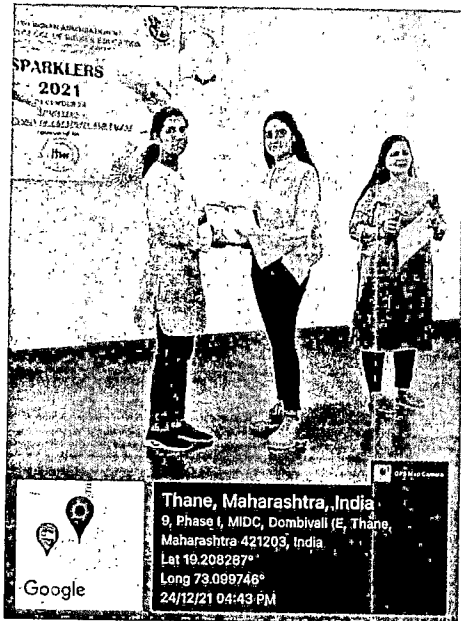 SPARKLERS
2021
GPS Map Camera
Thane, Maharashtra, India
9, Phase I, MIDC, Dombivali (E, Thane,
Maharashtra 421203, India
Lat 19.208267°
Long 73.099746°
24/12/21 04:43 PM
Google